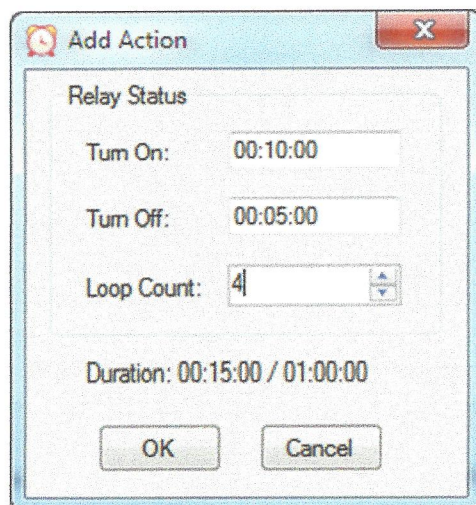 Add Action
Relay Status
Turn On: 00:10:00
Turn Off: 00:05:00
Loop Count: 4
Duration: 00:15:00 / 01:00:00
OK Cancel